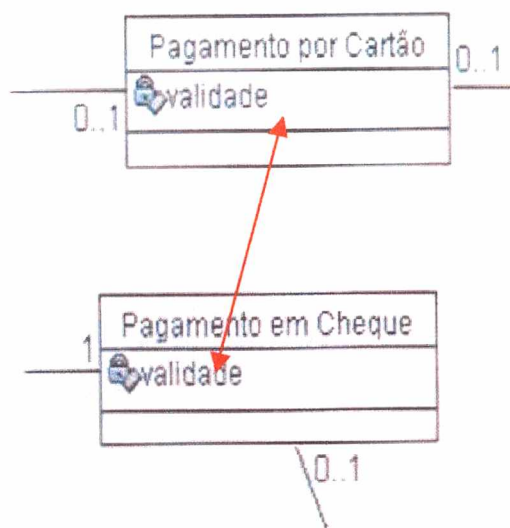 Pagamento por Cartão
0..1
validade
0..1
Pagamento em Cheque
1
validade
0..1